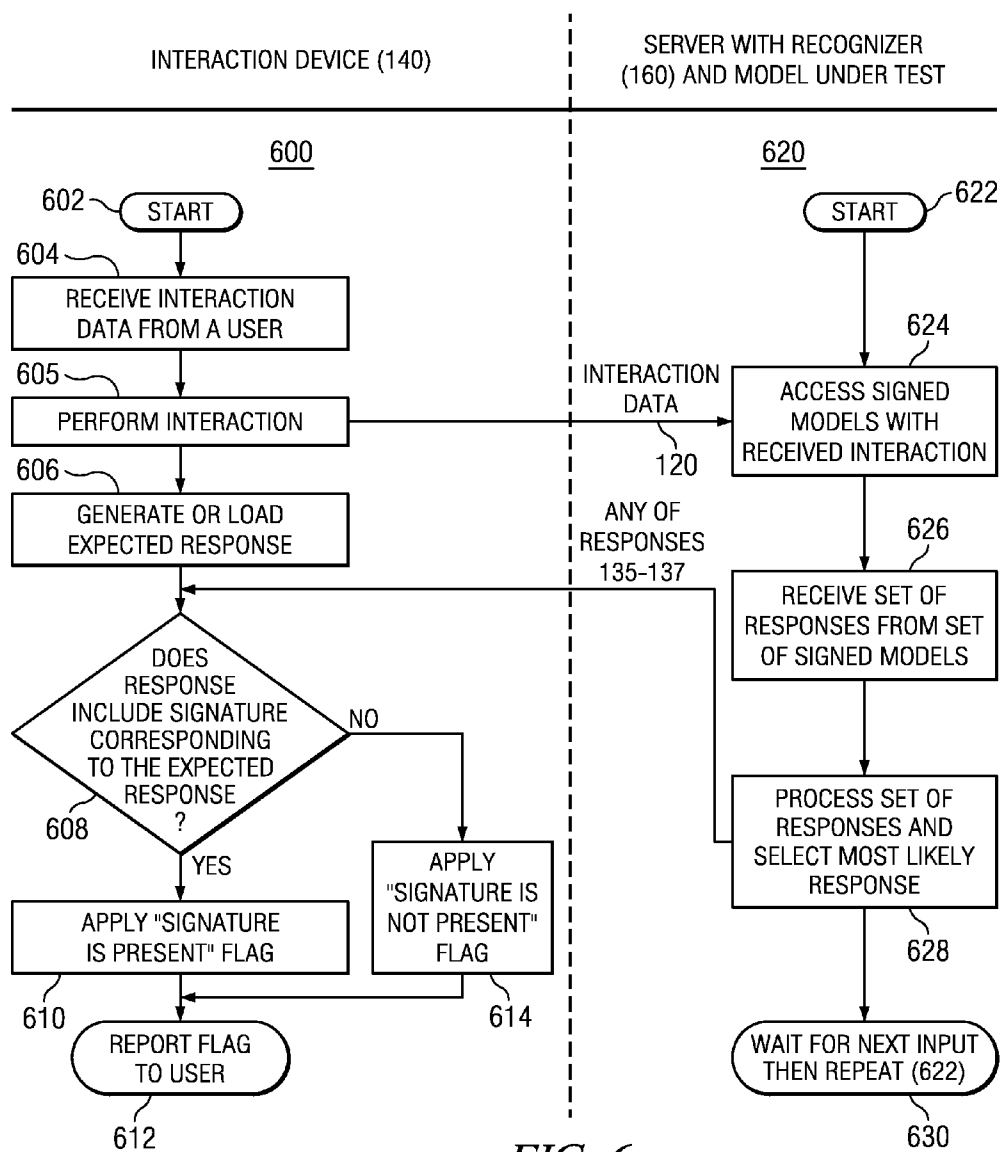 INTERACTION DEVICE (140)
SERVER WITH RECOGNIZER
(160) AND MODEL UNDER TEST
600
602
START
604
RECEIVE INTERACTION
DATA FROM A USER
605
PERFORM INTERACTION
606
GENERATE OR LOAD
EXPECTED RESPONSE
DOES
RESPONSE
INCLUDE SIGNATURE
CORRESPONDING
TO THE EXPECTED
RESPONSE
?
608
NO
YES
APPLY "SIGNATURE
IS PRESENT" FLAG
610
APPLY
"SIGNATURE IS
NOT PRESENT"
FLAG
614
REPORT FLAG
TO USER
612
INTERACTION
DATA
120
ANY OF
RESPONSES
135-137
620
START
622
624
ACCESS SIGNED
MODELS WITH
RECEIVED INTERACTION
626
RECEIVE SET OF
RESPONSES FROM SET
OF SIGNED MODELS
PROCESS SET OF
RESPONSES AND
SELECT MOST LIKELY
RESPONSE
628
WAIT FOR NEXT INPUT
THEN REPEAT (622)
630
FIG. 6